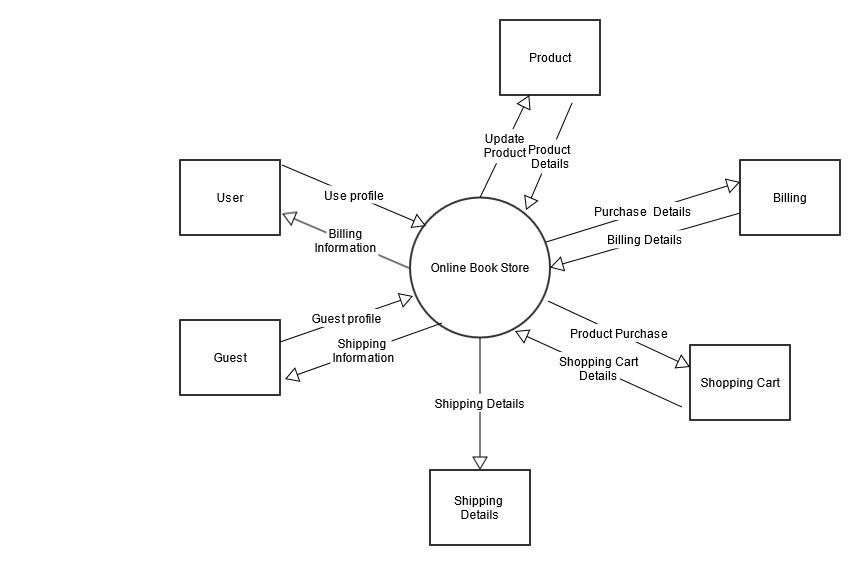 Product
Update
Product
Product
Details
User
Use profile
Billing
Information
Purchase  Details
Billing
Billing Details
Online Book Store
Guest profile
Guest
Shipping
Information
Product Purchase
Shopping Cart
Details
Shopping Cart
Shipping Details
Shipping
Details